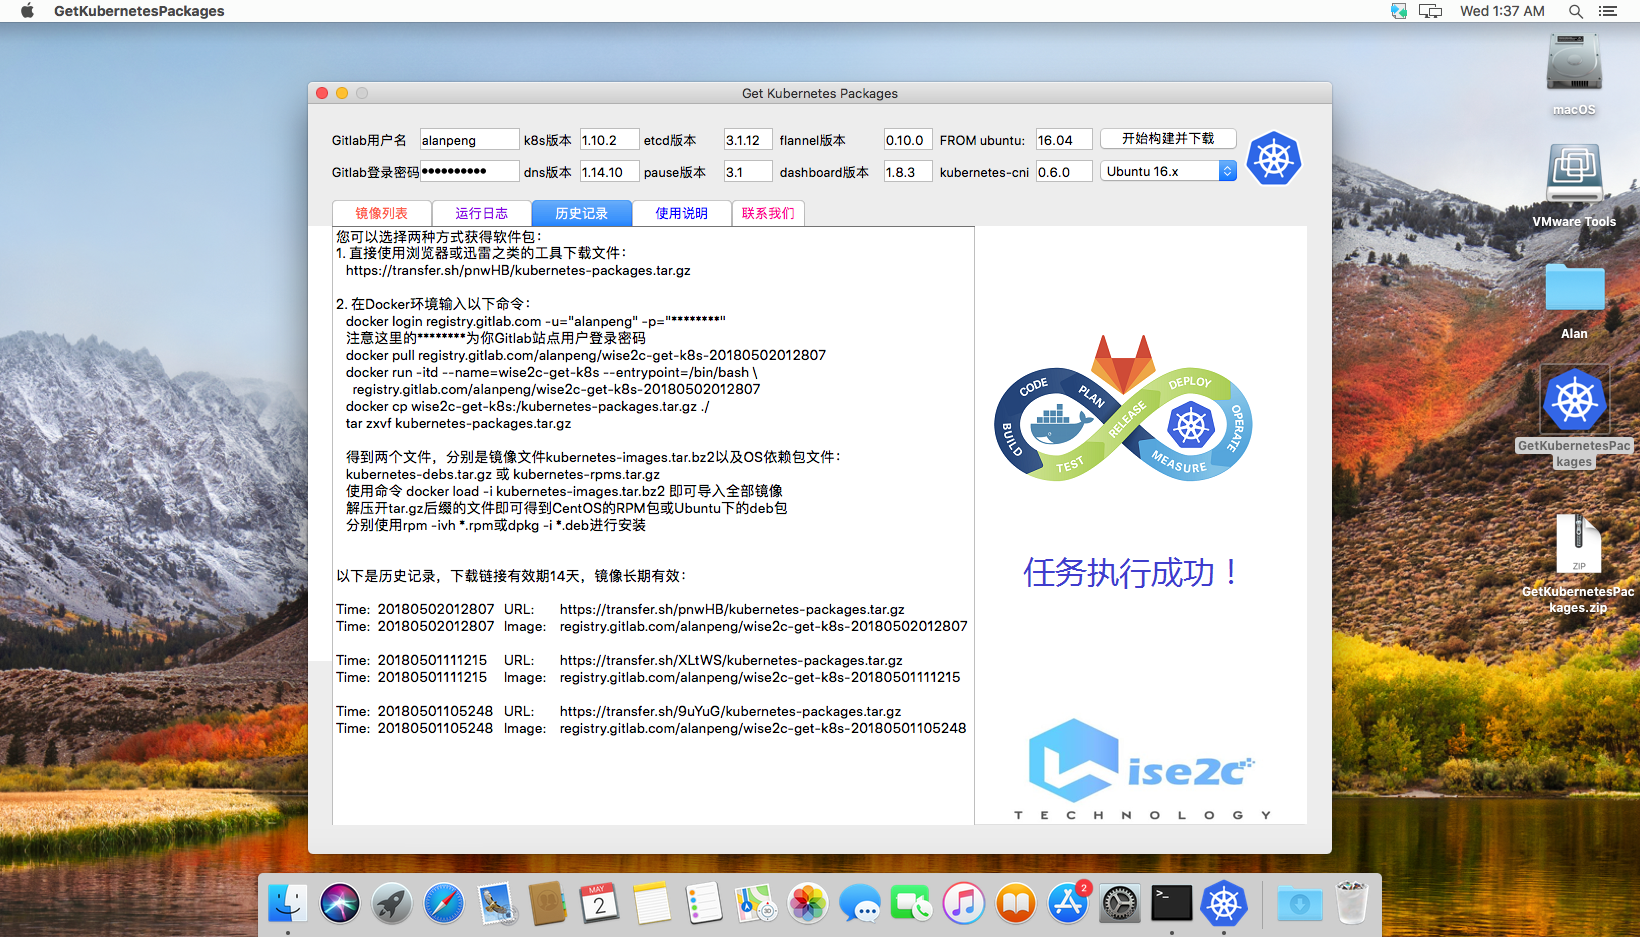 GetKubernetesPackages
Wed 1:37 AM
Get Kubernetes Packages
Gitlab用户名 alanpeng k8s版本 1.10.2 etcd版本 3.1.12 flannel版本 0.10.0 FROM ubuntu: 16.04 开始构建并下载
Gitlab登录密码 ●●●●●●●●●● dns版本 1.14.10 pause版本 3.1 dashboard版本 1.8.3 kubernetes-cni 0.6.0 Ubuntu 16.x
镜像列表 运行日志 历史记录 使用说明 联系我们
您可以选择两种方式获得软件包：
1. 直接使用浏览器或迅雷之类的工具下载文件：
https://transfer.sh/pnwHB/kubernetes-packages.tar.gz
2. 在Docker环境输入以下命令：
docker login registry.gitlab.com -u="alanpeng" -p="********"
注意这里的********为你Gitlab站点用户登录密码
docker pull registry.gitlab.com/alanpeng/wise2c-get-k8s-20180502012807
docker run -itd --name=wise2c-get-k8s --entrypoint=/bin/bash \
registry.gitlab.com/alanpeng/wise2c-get-k8s-20180502012807
docker cp wise2c-get-k8s:/kubernetes-packages.tar.gz ./
tar zxvf kubernetes-packages.tar.gz
得到两个文件，分别是镜像文件kubernetes-images.tar.bz2以及OS依赖包文件：
kubernetes-debs.tar.gz 或 kubernetes-rpms.tar.gz
使用命令 docker load -i kubernetes-images.tar.bz2 即可导入全部镜像
解压开tar.gz后缀的文件即可得到CentOS的RPM包或Ubuntu下的deb包
分别使用rpm -ivh *.rpm或dpkg -i *.deb进行安装
以下是历史记录，下载链接有效期14天，镜像长期有效：
Time: 20180502012807 URL: https://transfer.sh/pnwHB/kubernetes-packages.tar.gz
Time: 20180502012807 Image: registry.gitlab.com/alanpeng/wise2c-get-k8s-20180502012807
Time: 20180501111215 URL: https://transfer.sh/XLtWS/kubernetes-packages.tar.gz
Time: 20180501111215 Image: registry.gitlab.com/alanpeng/wise2c-get-k8s-20180501111215
Time: 20180501105248 URL: https://transfer.sh/9uYuG/kubernetes-packages.tar.gz
Time: 20180501105248 Image: registry.gitlab.com/alanpeng/wise2c-get-k8s-20180501105248
CODE
PLAN
BUILD
TEST
RELEASE
DEPLOY
OPERATE
MEASURE
任务执行成功！
ise2c
TECHNOLOGY
macOS
VMware Tools
Alan
GetKubernetesPac
kages
ZIP
GetKubernetesPac
kages.zip
MAY
2
3D
2
>_